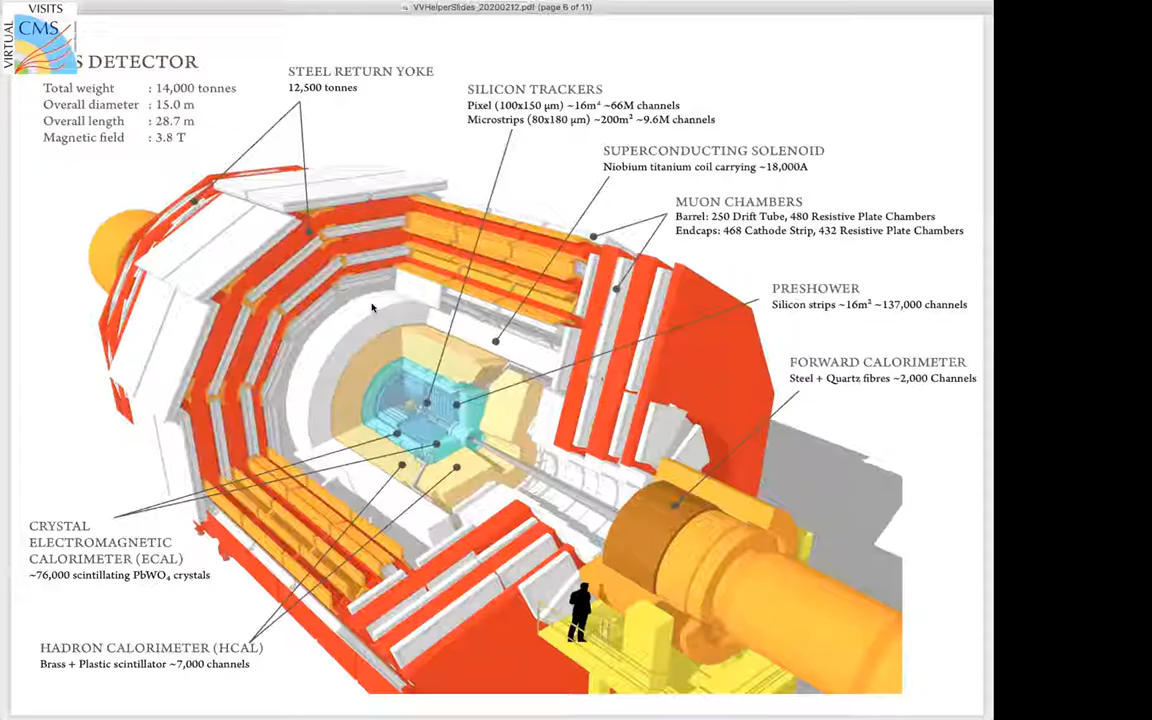 VVHelperSlides_20200212.pdf (page 6 of 11)
VISITS
VIRTUAL
CMS
S DETECTOR
Total weight : 14,000 tonnes
Overall diameter : 15.0 m
Overall length : 28.7 m
Magnetic field : 3.8 T
STEEL RETURN YOKE
12,500 tonnes
SILICON TRACKERS
Pixel (100x150 μm) ~16m² ~66M channels
Microstrips (80x180 μm) ~200m² ~9.6M channels
SUPERCONDUCTING SOLENOID
Niobium titanium coil carrying ~18,000A
MUON CHAMBERS
Barrel: 250 Drift Tube, 480 Resistive Plate Chambers
Endcaps: 468 Cathode Strip, 432 Resistive Plate Chambers
PRESHOWER
Silicon strips ~16m² ~137,000 channels
FORWARD CALORIMETER
Steel + Quartz fibres ~2,000 Channels
CRYSTAL
ELECTROMAGNETIC
CALORIMETER (ECAL)
~76,000 scintillating PbWO₄ crystals
HADRON CALORIMETER (HCAL)
Brass + Plastic scintillator ~7,000 channels